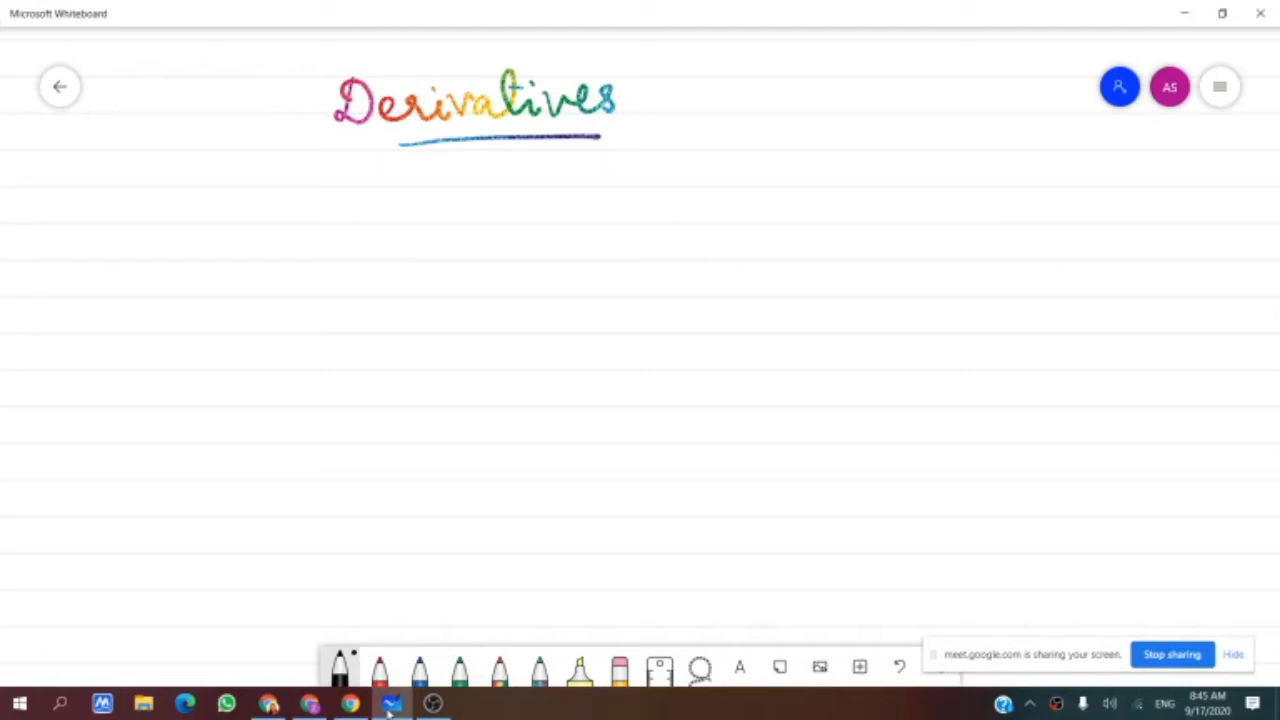 Microsoft Whiteboard
Derivatives
AS
A
meet.google.com is sharing your screen.
Stop sharing
Hide
ENG
8:45 AM
9/17/2020